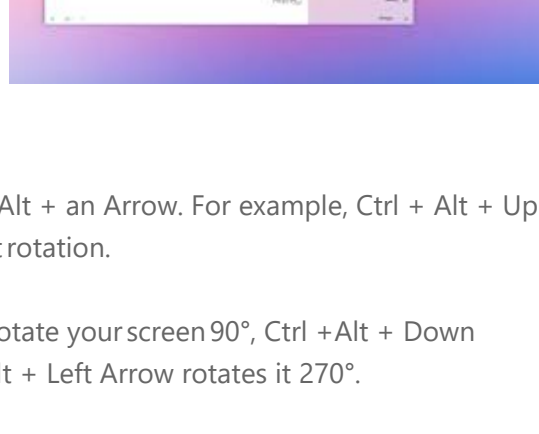 Alt + an Arrow. For example, Ctrl + Alt + Up
rotation.
otate your screen 90°, Ctrl +Alt + Down
lt + Left Arrow rotates it 270°.